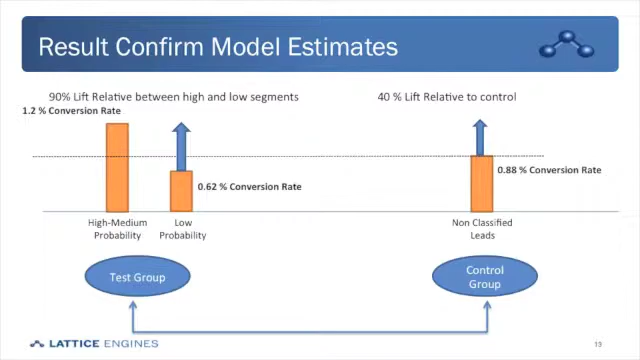 Result Confirm Model Estimates
90% Lift Relative between high and low segments
40 % Lift Relative to control
1.2 % Conversion Rate
0.62 % Conversion Rate
0.88 % Conversion Rate
High-Medium
Probability
Low
Probability
Non Classified
Leads
Test Group
Control
Group
LATTICE ENGINES
13